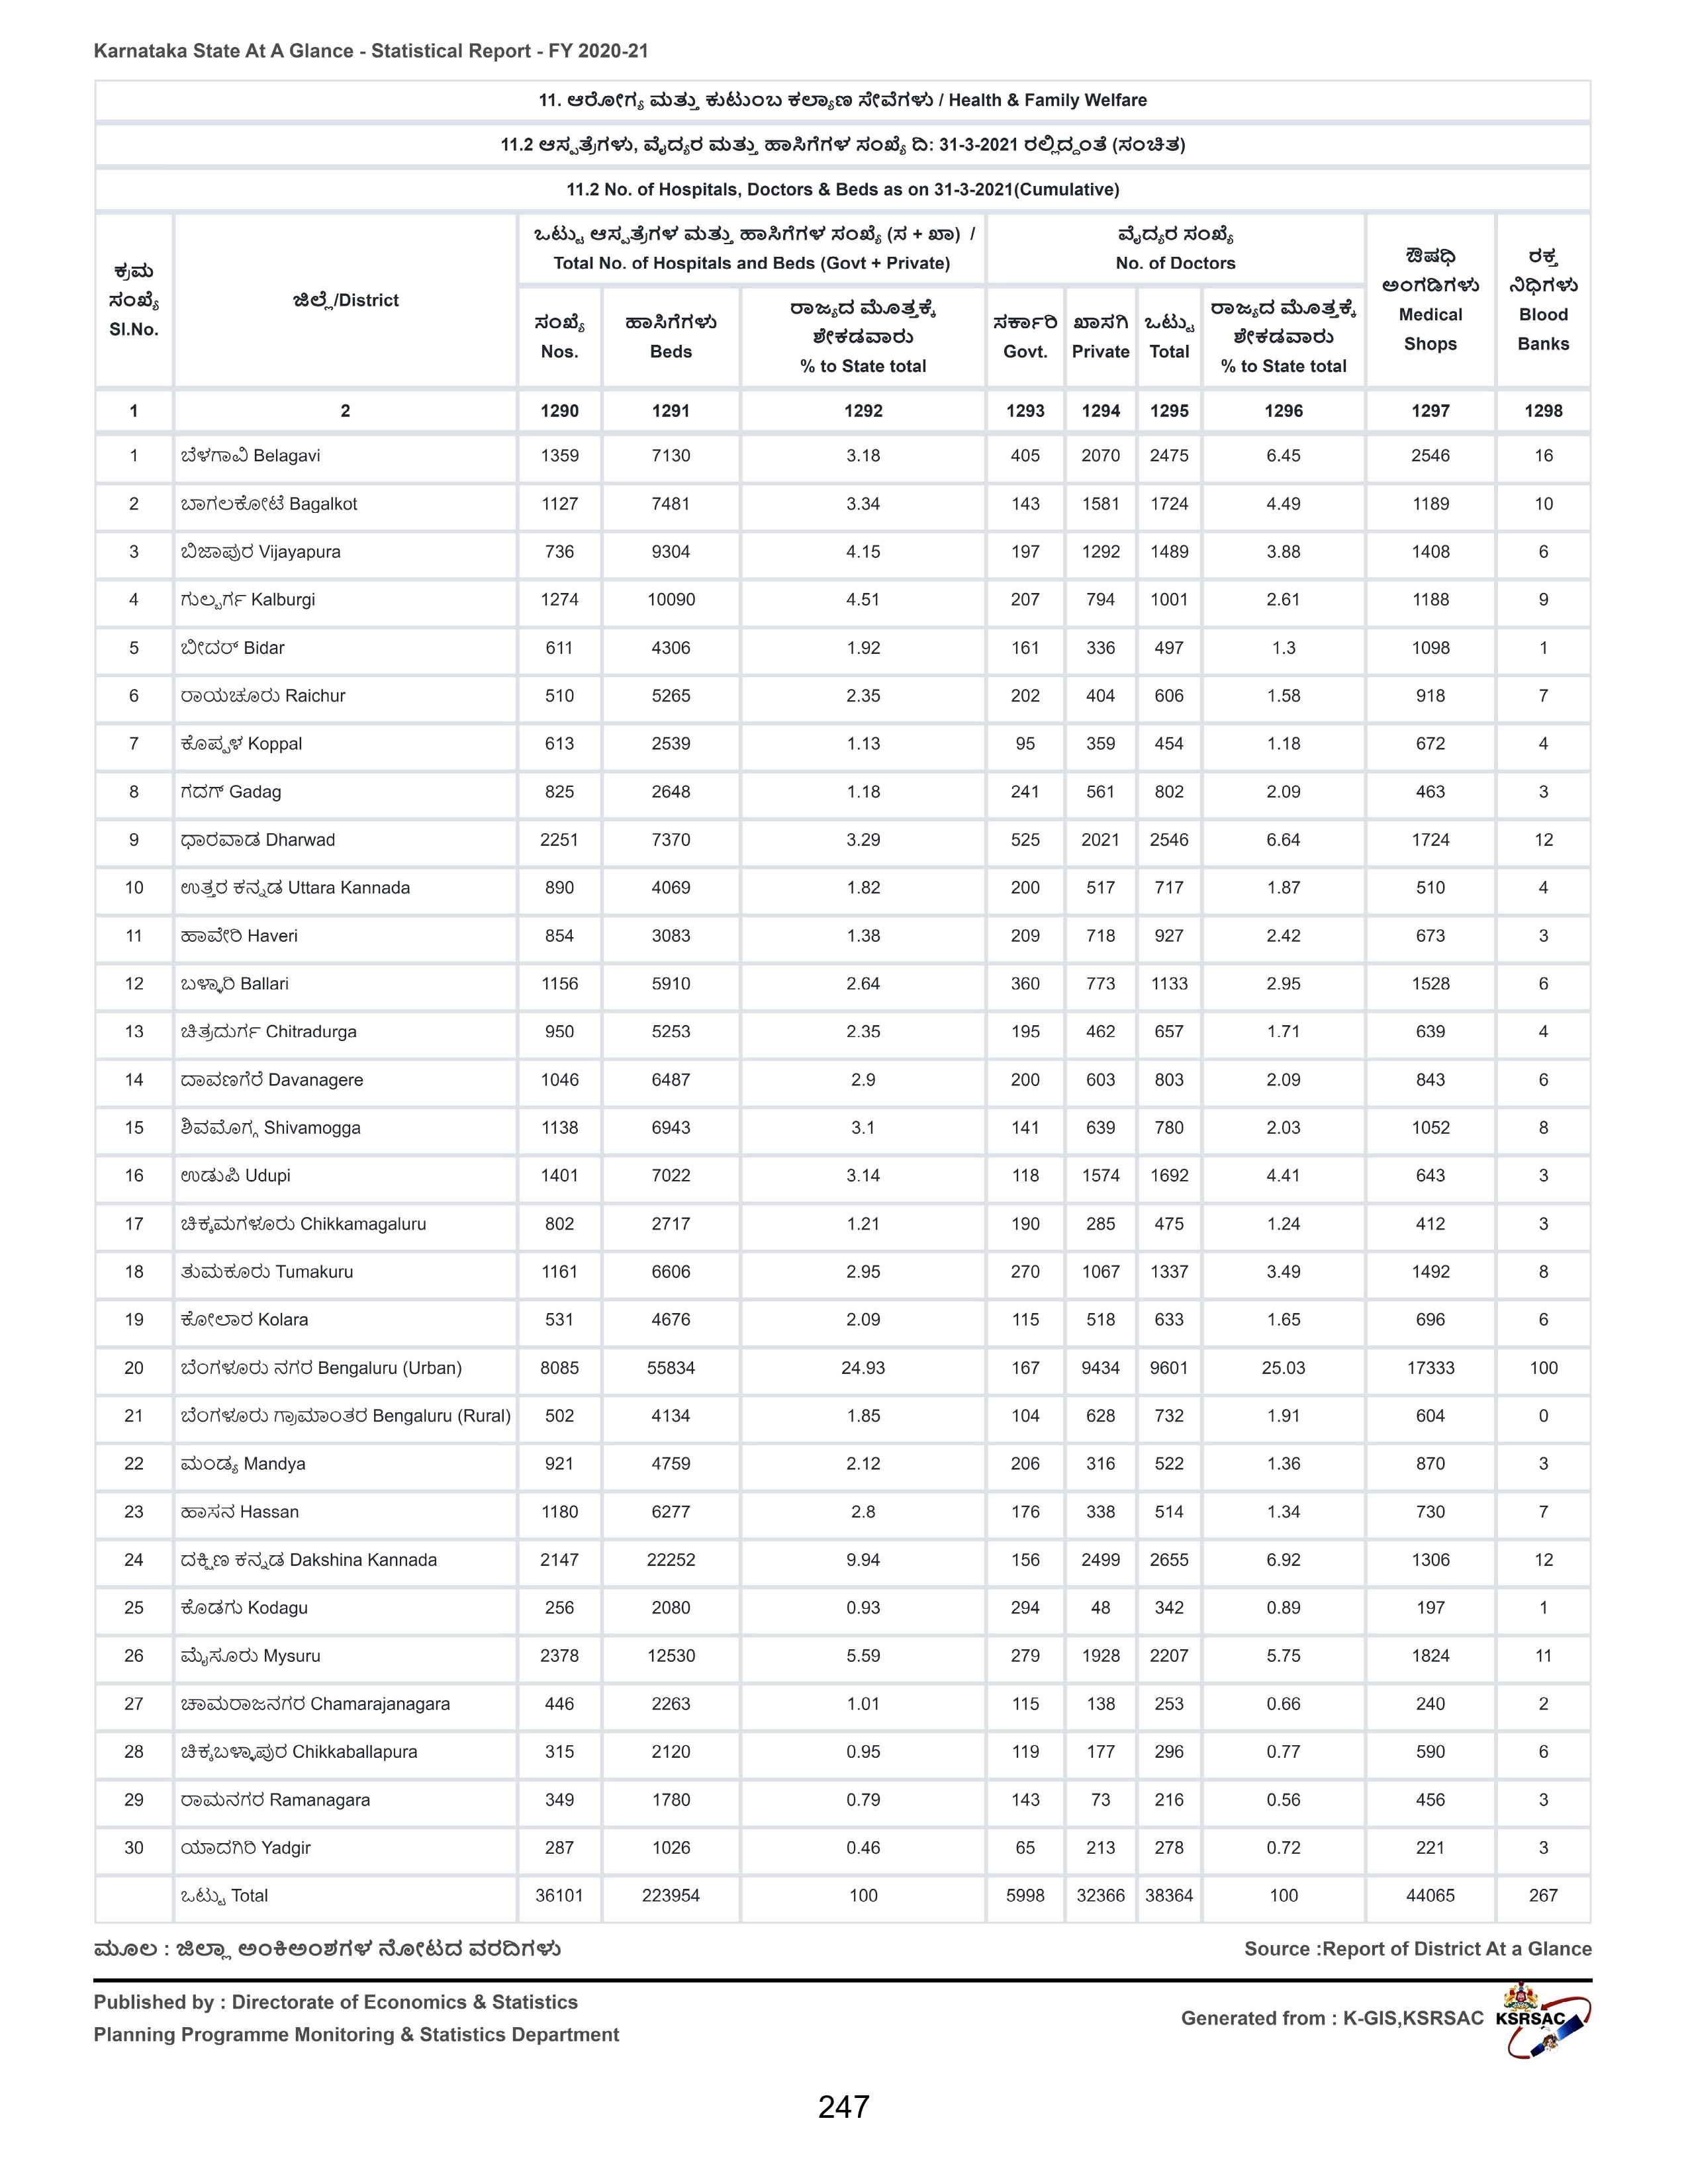 Karnataka State At A Glance - Statistical Report - FY 2020-21
11. ಆರೋಗ್ಯ ಮತ್ತು ಕುಟುಂಬ ಕಲ್ಯಾಣ ಸೇವೆಗಳು / Health & Family Welfare
11.2 ಆಸ್ಪತ್ರೆಗಳು, ವೈದ್ಯರ ಮತ್ತು ಹಾಸಿಗೆಗಳ ಸಂಖ್ಯೆ ದಿ: 31-3-2021 ರಲ್ಲಿದ್ದಂತೆ (ಸಂಚಿತ)
11.2 No. of Hospitals, Doctors & Beds as on 31-3-2021(Cumulative)
ಕ್ರಮ
ಸಂಖ್ಯೆ
Sl.No.
ಜಿಲ್ಲೆ/District
ಒಟ್ಟು ಆಸ್ಪತ್ರೆಗಳ ಮತ್ತು ಹಾಸಿಗೆಗಳ ಸಂಖ್ಯೆ (ಸ + ಖಾ) /
Total No. of Hospitals and Beds (Govt + Private)
ವೈದ್ಯರ ಸಂಖ್ಯೆ
No. of Doctors
ಔಷಧಿ
ಅಂಗಡಿಗಳು
Medical
Shops
ರಕ್ತ
ನಿಧಿಗಳು
Blood
Banks
ಸಂಖ್ಯೆ
Nos.
ಹಾಸಿಗೆಗಳು
Beds
ರಾಜ್ಯದ ಮೊತ್ತಕ್ಕೆ
ಶೇಕಡವಾರು
% to State total
ಸರ್ಕಾರಿ
Govt.
ಖಾಸಗಿ
Private
ಒಟ್ಟು
Total
ರಾಜ್ಯದ ಮೊತ್ತಕ್ಕೆ
ಶೇಕಡವಾರು
% to State total
1 2 1290 1291 1292 1293 1294 1295 1296 1297 1298
1 ಬೆಳಗಾವಿ Belagavi 1359 7130 3.18 405 2070 2475 6.45 2546 16
2 ಬಾಗಲಕೋಟೆ Bagalkot 1127 7481 3.34 143 1581 1724 4.49 1189 10
3 ಬಿಜಾಪುರ Vijayapura 736 9304 4.15 197 1292 1489 3.88 1408 6
4 ಗುಲ್ಬರ್ಗ Kalburgi 1274 10090 4.51 207 794 1001 2.61 1188 9
5 ಬೀದರ್ Bidar 611 4306 1.92 161 336 497 1.3 1098 1
6 ರಾಯಚೂರು Raichur 510 5265 2.35 202 404 606 1.58 918 7
7 ಕೊಪ್ಪಳ Koppal 613 2539 1.13 95 359 454 1.18 672 4
8 ಗದಗ್ Gadag 825 2648 1.18 241 561 802 2.09 463 3
9 ಧಾರವಾಡ Dharwad 2251 7370 3.29 525 2021 2546 6.64 1724 12
10 ಉತ್ತರ ಕನ್ನಡ Uttara Kannada 890 4069 1.82 200 517 717 1.87 510 4
11 ಹಾವೇರಿ Haveri 854 3083 1.38 209 718 927 2.42 673 3
12 ಬಳ್ಳಾರಿ Ballari 1156 5910 2.64 360 773 1133 2.95 1528 6
13 ಚಿತ್ರದುರ್ಗ Chitradurga 950 5253 2.35 195 462 657 1.71 639 4
14 ದಾವಣಗೆರೆ Davanagere 1046 6487 2.9 200 603 803 2.09 843 6
15 ಶಿವಮೊಗ್ಗ Shivamogga 1138 6943 3.1 141 639 780 2.03 1052 8
16 ಉಡುಪಿ Udupi 1401 7022 3.14 118 1574 1692 4.41 643 3
17 ಚಿಕ್ಕಮಗಳೂರು Chikkamagaluru 802 2717 1.21 190 285 475 1.24 412 3
18 ತುಮಕೂರು Tumakuru 1161 6606 2.95 270 1067 1337 3.49 1492 8
19 ಕೋಲಾರ Kolara 531 4676 2.09 115 518 633 1.65 696 6
20 ಬೆಂಗಳೂರು ನಗರ Bengaluru (Urban) 8085 55834 24.93 167 9434 9601 25.03 17333 100
21 ಬೆಂಗಳೂರು ಗ್ರಾಮಾಂತರ Bengaluru (Rural) 502 4134 1.85 104 628 732 1.91 604 0
22 ಮಂಡ್ಯ Mandya 921 4759 2.12 206 316 522 1.36 870 3
23 ಹಾಸನ Hassan 1180 6277 2.8 176 338 514 1.34 730 7
24 ದಕ್ಷಿಣ ಕನ್ನಡ Dakshina Kannada 2147 22252 9.94 156 2499 2655 6.92 1306 12
25 ಕೊಡಗು Kodagu 256 2080 0.93 294 48 342 0.89 197 1
26 ಮೈಸೂರು Mysuru 2378 12530 5.59 279 1928 2207 5.75 1824 11
27 ಚಾಮರಾಜನಗರ Chamarajanagara 446 2263 1.01 115 138 253 0.66 240 2
28 ಚಿಕ್ಕಬಳ್ಳಾಪುರ Chikkaballapura 315 2120 0.95 119 177 296 0.77 590 6
29 ರಾಮನಗರ Ramanagara 349 1780 0.79 143 73 216 0.56 456 3
30 ಯಾದಗಿರಿ Yadgir 287 1026 0.46 65 213 278 0.72 221 3
ಒಟ್ಟು Total 36101 223954 100 5998 32366 38364 100 44065 267
ಮೂಲ : ಜಿಲ್ಲಾ ಅಂಕಿಅಂಶಗಳ ನೋಟದ ವರದಿಗಳು Source :Report of District At a Glance
Published by : Directorate of Economics & Statistics
Planning Programme Monitoring & Statistics Department
Generated from : K-GIS,KSRSAC KSRSAC
247